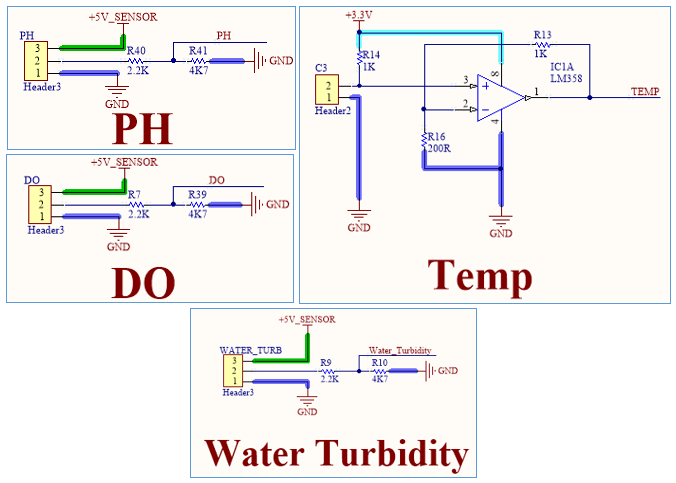 +5V_SENSOR
PH
3
2
1
Header3
R40
2.2K
PH
R41
4K7
GND
GND
PH
+3.3V
R14
1K
C3
2
1
Header2
GND
R13
1K
IC1A
LM358
8
3
+
2
−
1
4
TEMP
R16
200R
GND
Temp
+5V_SENSOR
DO
3
2
1
Header3
R7
2.2K
DO
R39
4K7
GND
GND
DO
+5V_SENSOR
WATER_TURB
3
2
1
Header3
R9
2.2K
Water_Turbidity
R10
4K7
GND
GND
Water Turbidity